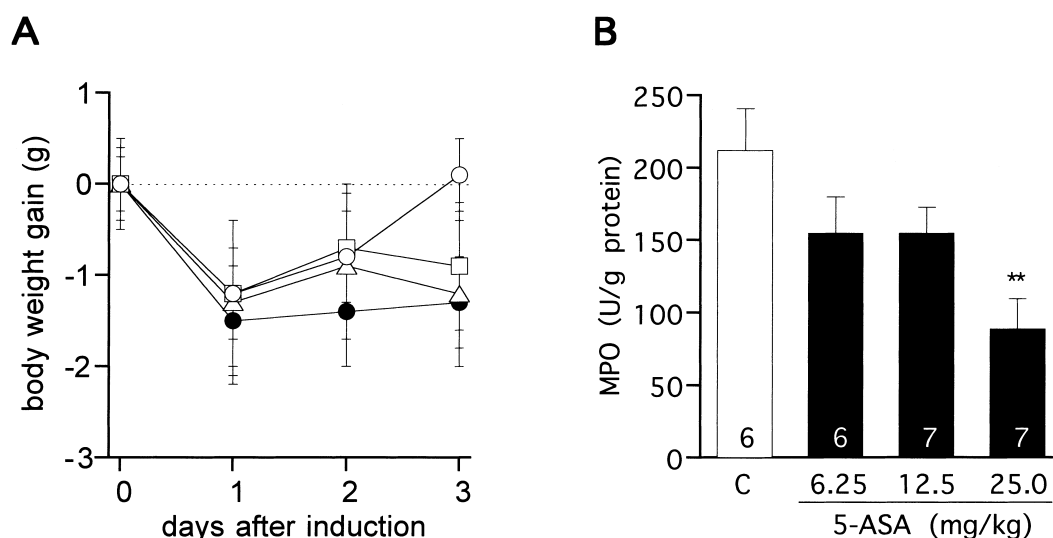 A
1
0
-1
-2
-3
body weight gain (g)
0 1 2 3
days after induction
B
250
200
150
100
50
0
MPO (U/g protein)
**
6 6 7 7
C 6.25 12.5 25.0
5-ASA (mg/kg)